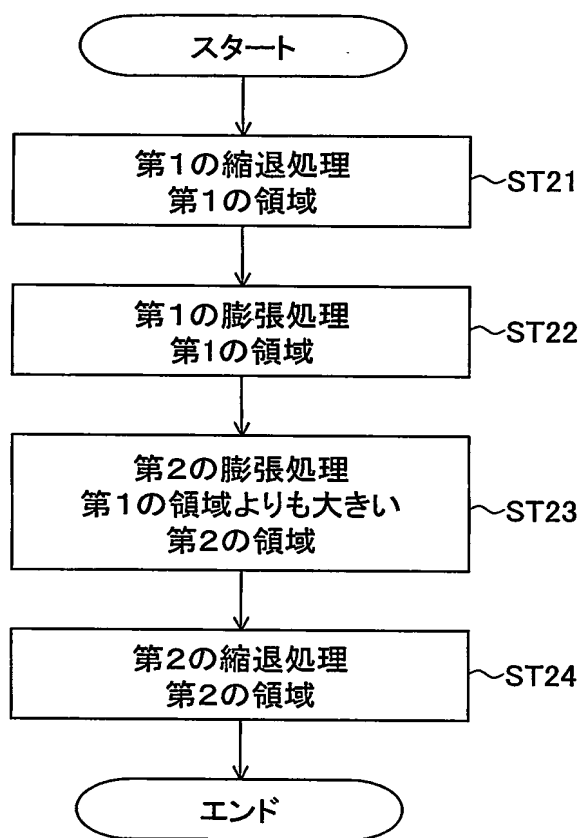 スタート
第1の縮退処理
第1の領域
ST21
第1の膨張処理
第1の領域
ST22
第2の膨張処理
第1の領域よりも大きい
第2の領域
ST23
第2の縮退処理
第2の領域
ST24
エンド